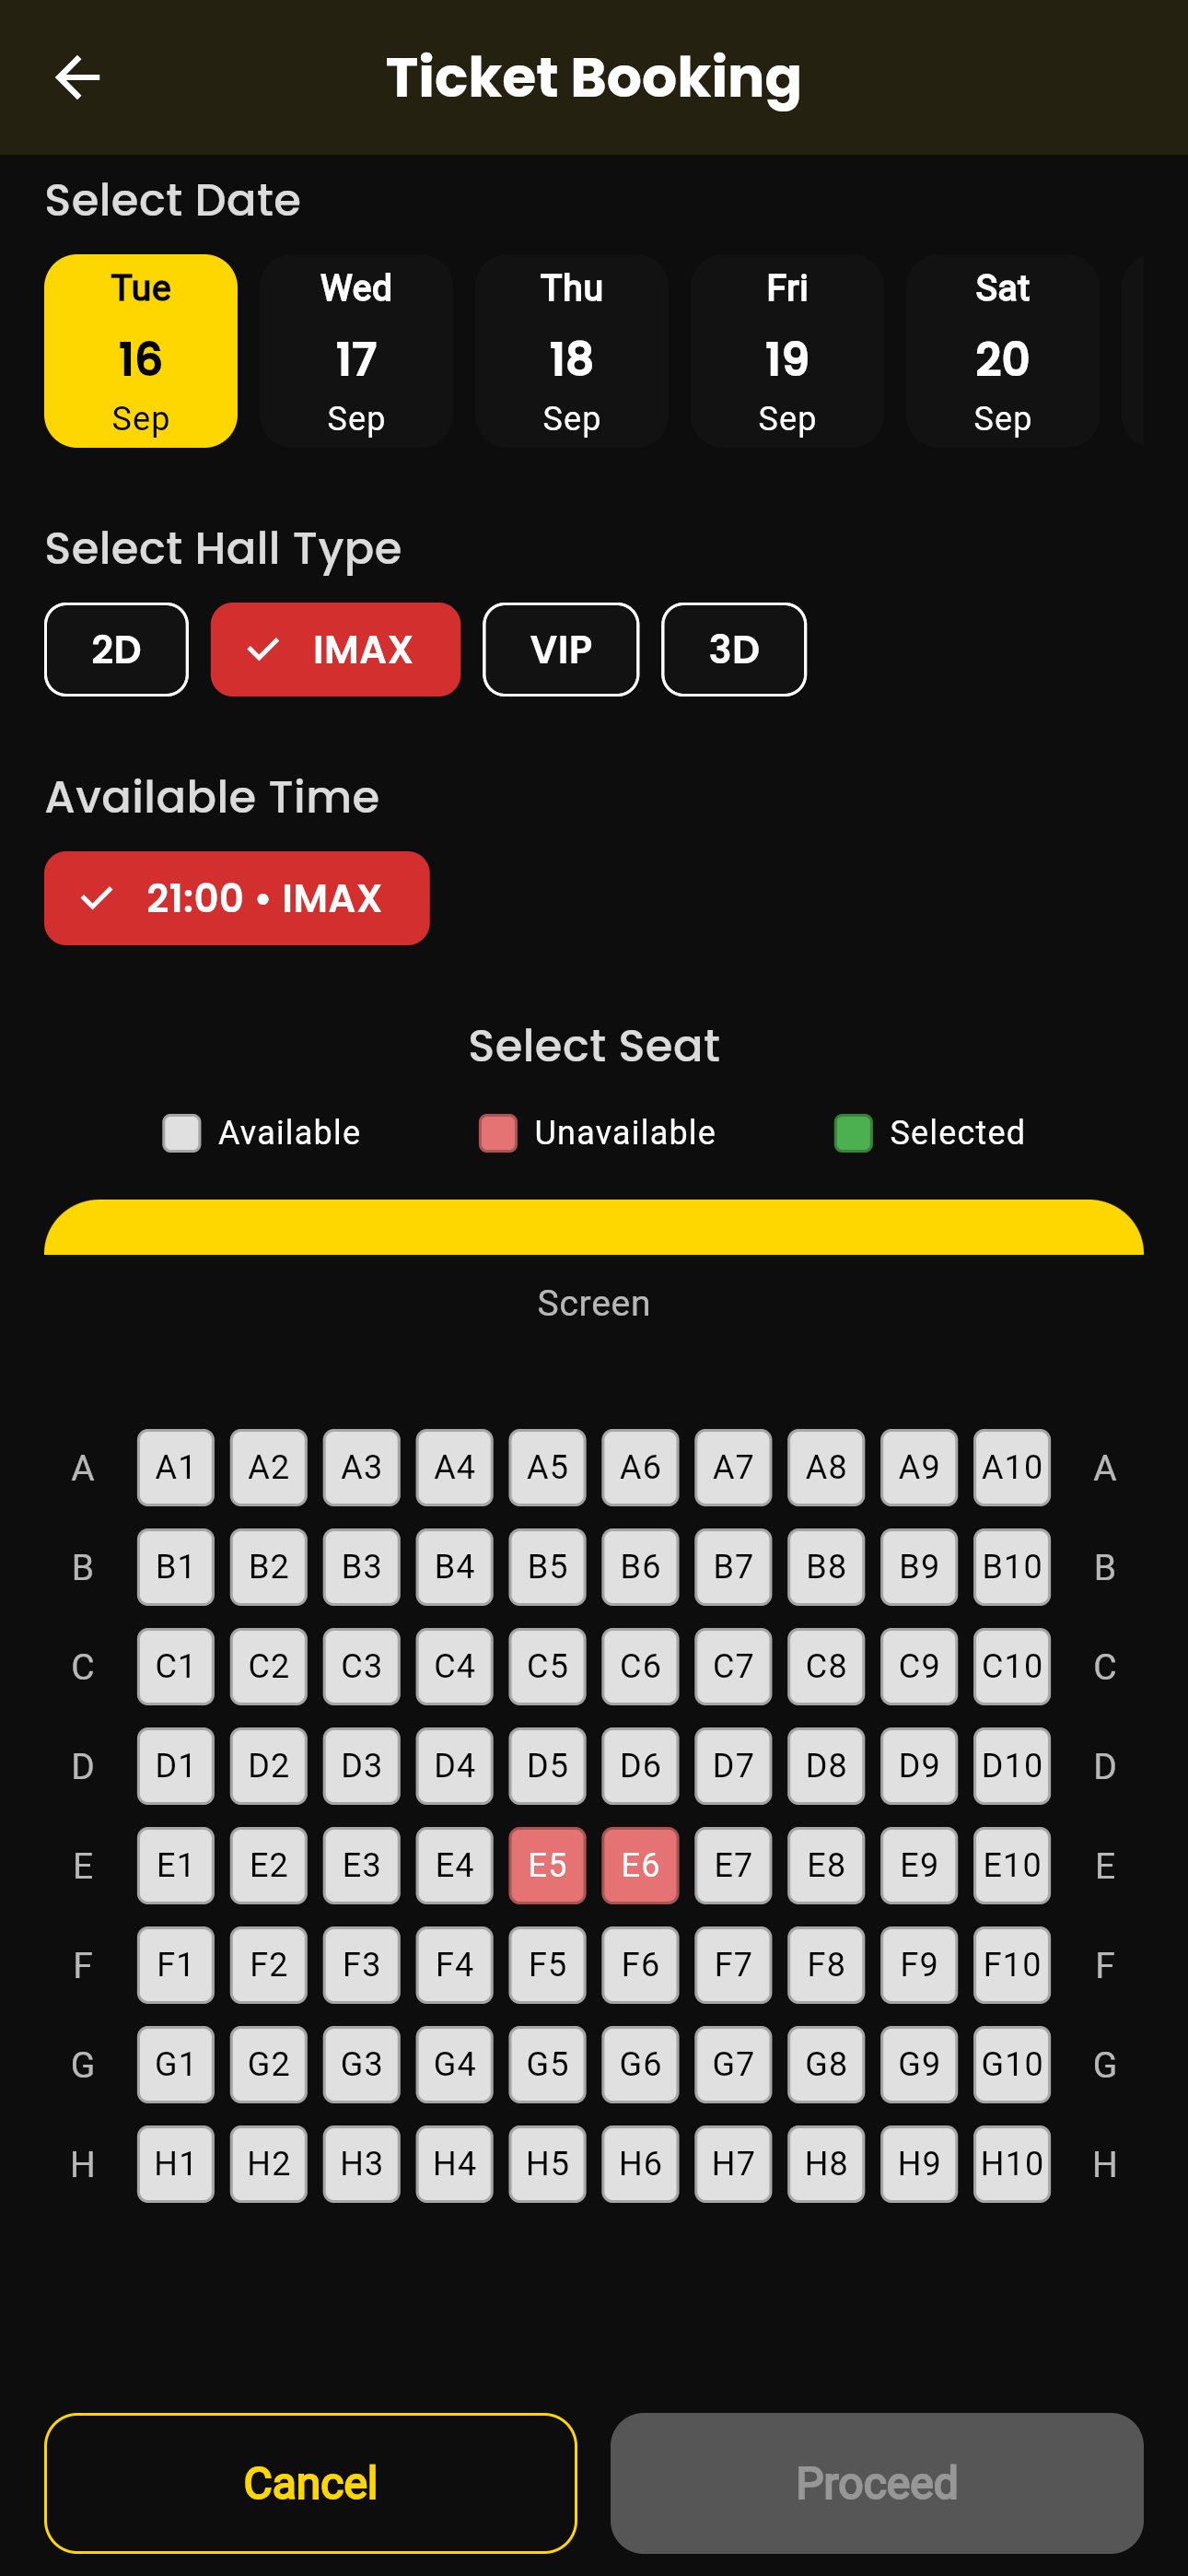 Ticket Booking
Select Date
Tue Wed Thu Fri Sat
16 17 18 19 20
Sep Sep Sep Sep Sep
Select Hall Type
2D IMAX VIP 3D
Available Time
21:00 • IMAX
Select Seat
Available Unavailable Selected
Screen
A A1 A2 A3 A4 A5 A6 A7 A8 A9 A10 A
B B1 B2 B3 B4 B5 B6 B7 B8 B9 B10 B
C C1 C2 C3 C4 C5 C6 C7 C8 C9 C10 C
D D1 D2 D3 D4 D5 D6 D7 D8 D9 D10 D
E E1 E2 E3 E4 E5 E6 E7 E8 E9 E10 E
F F1 F2 F3 F4 F5 F6 F7 F8 F9 F10 F
G G1 G2 G3 G4 G5 G6 G7 G8 G9 G10 G
H H1 H2 H3 H4 H5 H6 H7 H8 H9 H10 H
Cancel Proceed